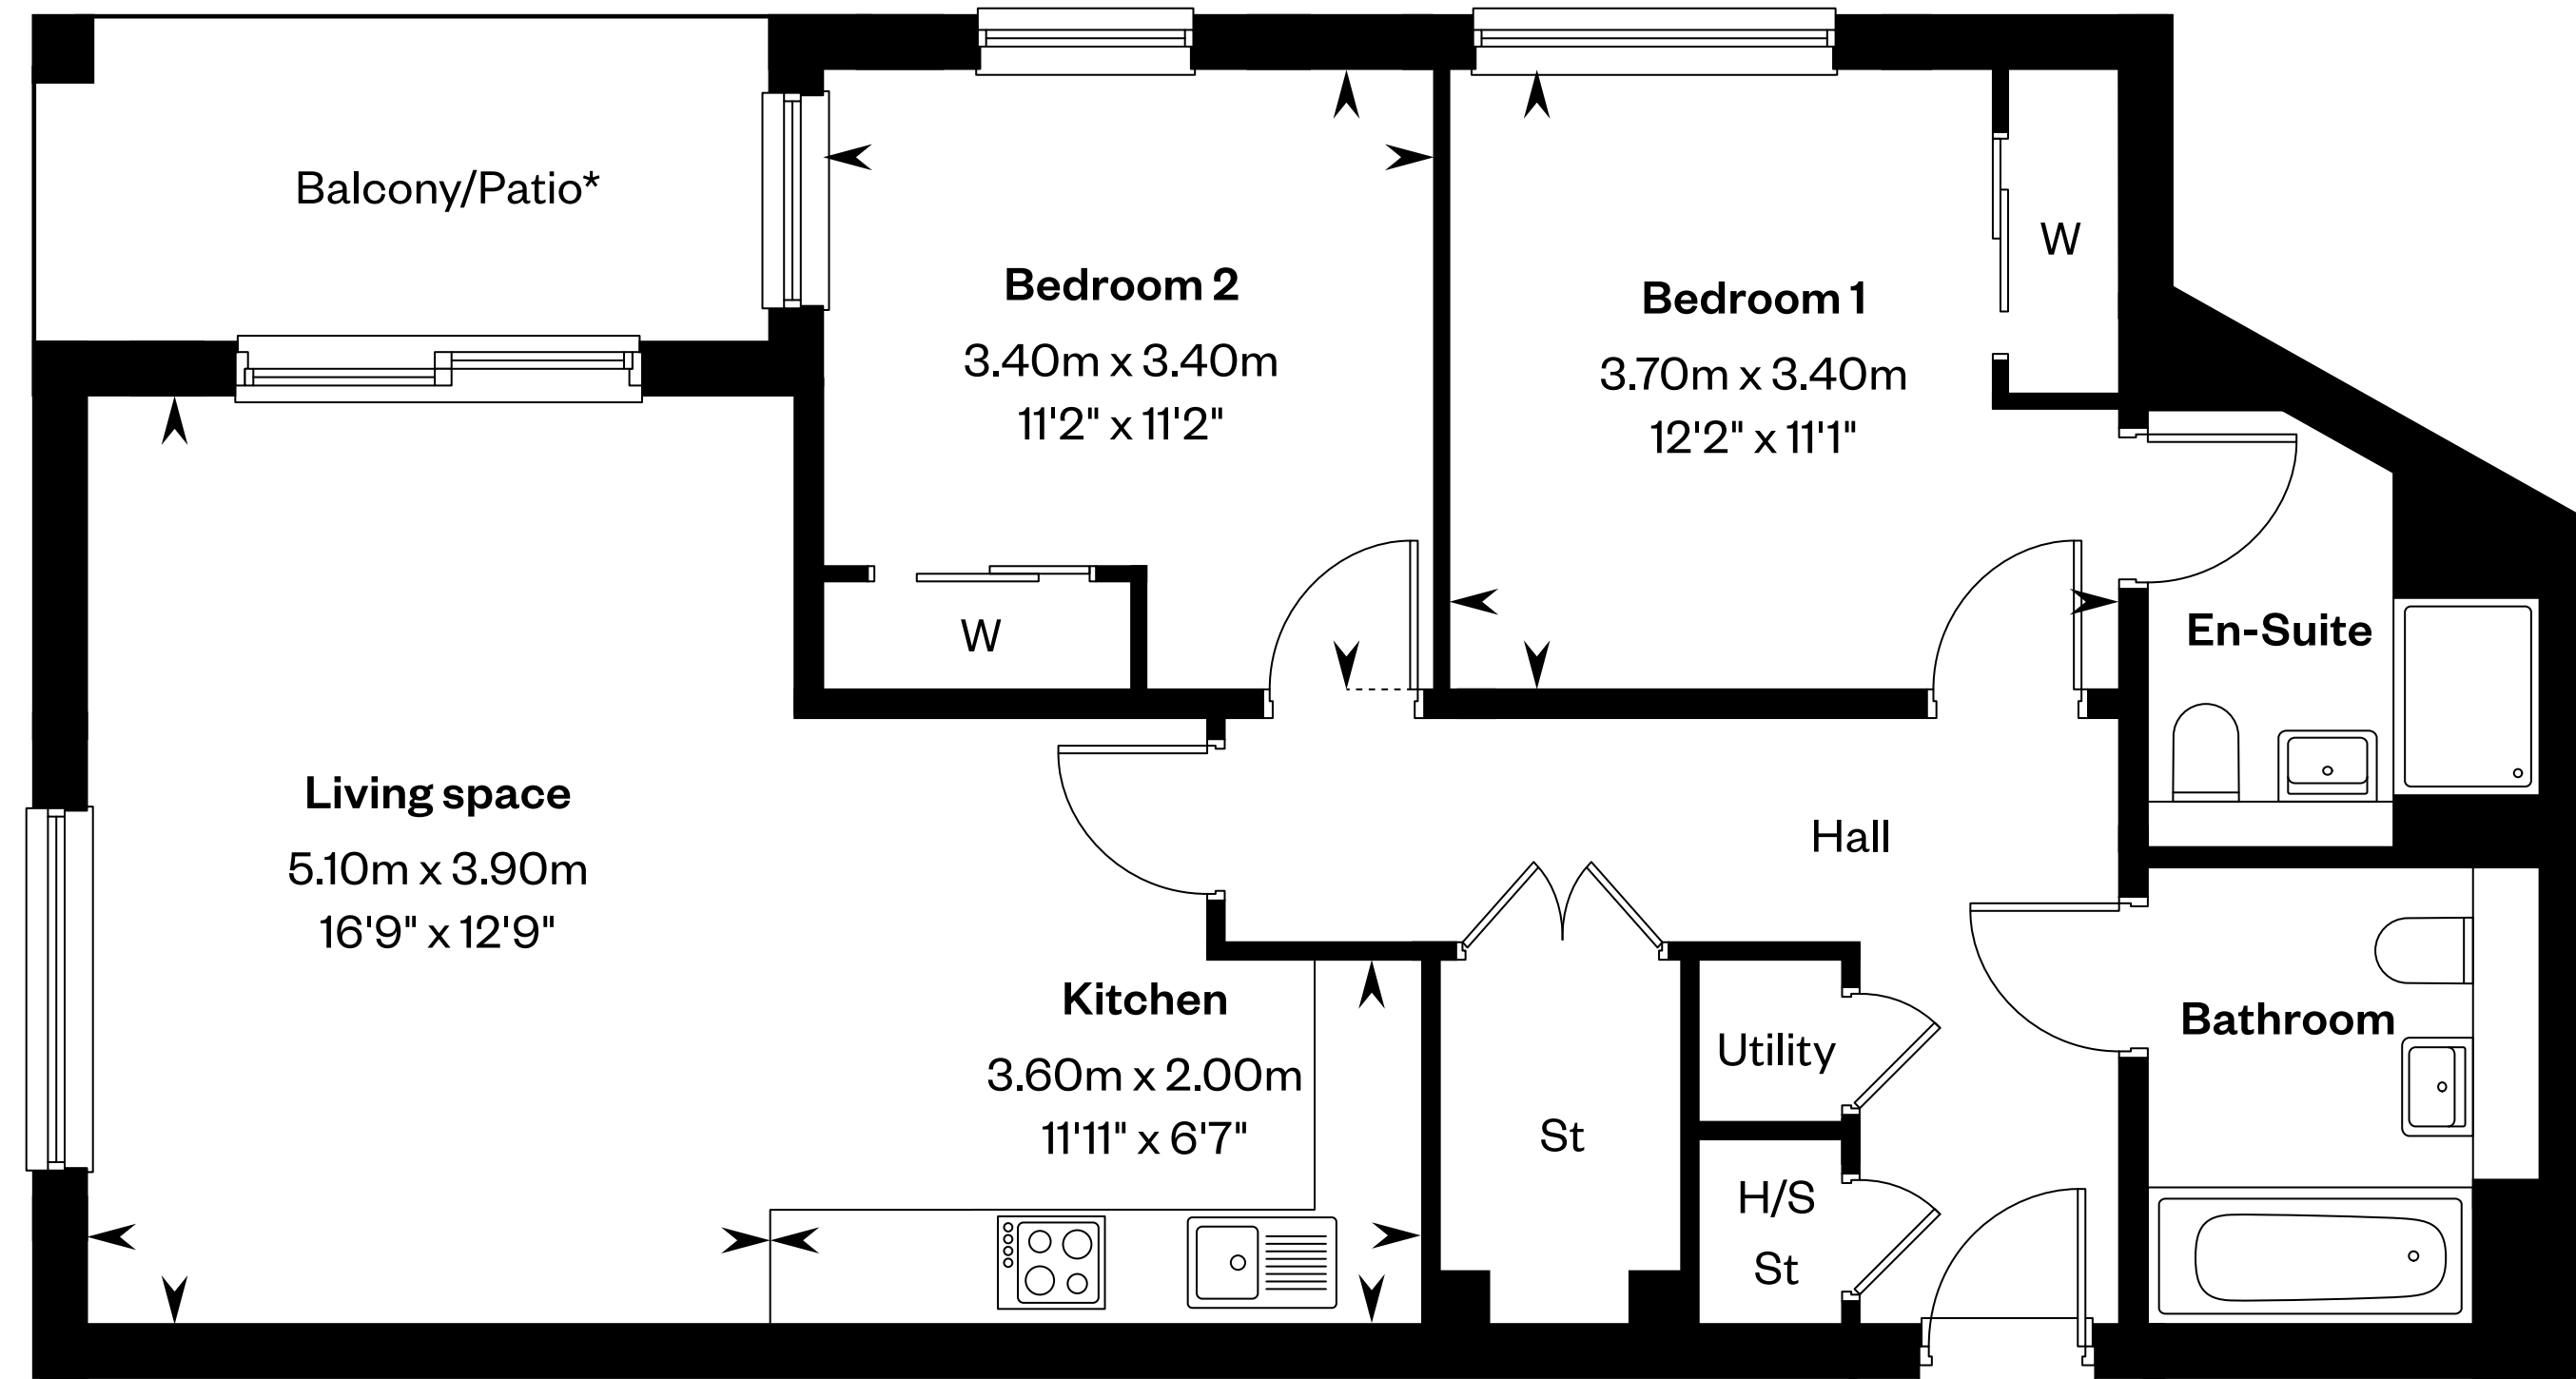 Balcony/Patio*
Bedroom 2
3.40m x 3.40m
11'2" x 11'2"
W
Bedroom 1
3.70m x 3.40m
12'2" x 11'1"
W
En-Suite
Living space
5.10m x 3.90m
16'9" x 12'9"
Hall
Kitchen
3.60m x 2.00m
11'11" x 6'7"
St
Utility
H/S
St
Bathroom